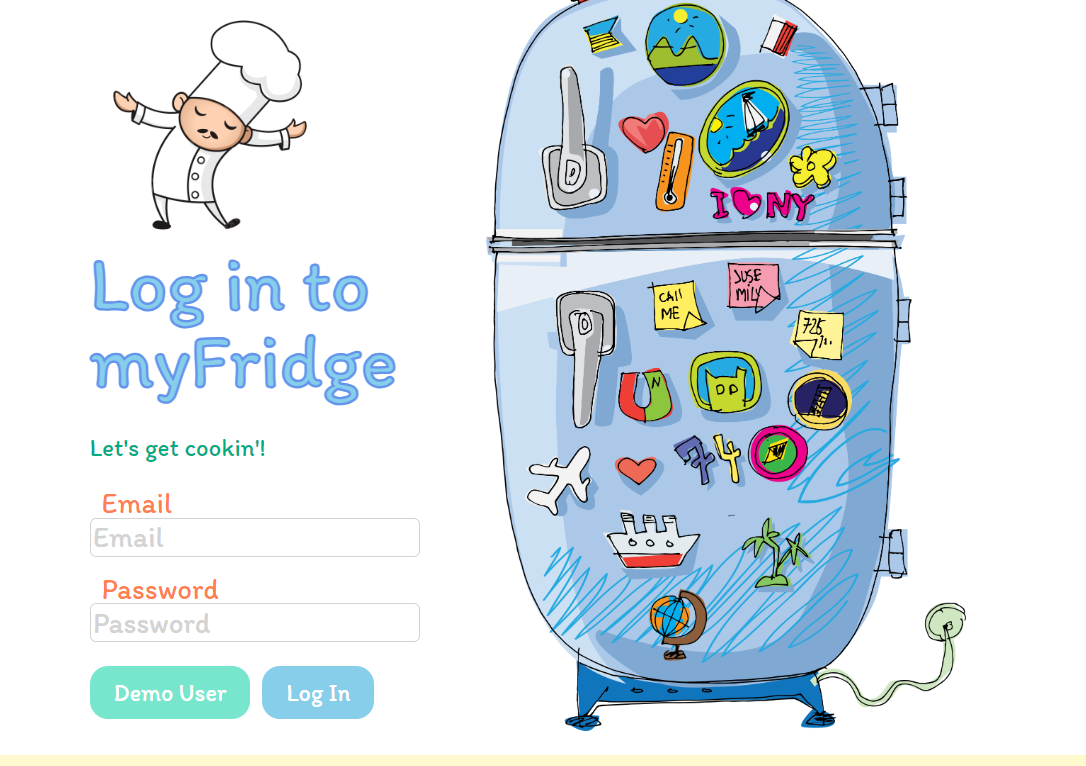 Log in to
myFridge
Let's get cookin'!
Email
Email
Password
Password
Demo User
Log In
I NY
CAll
ME
JUSE
MILY
725
N
74